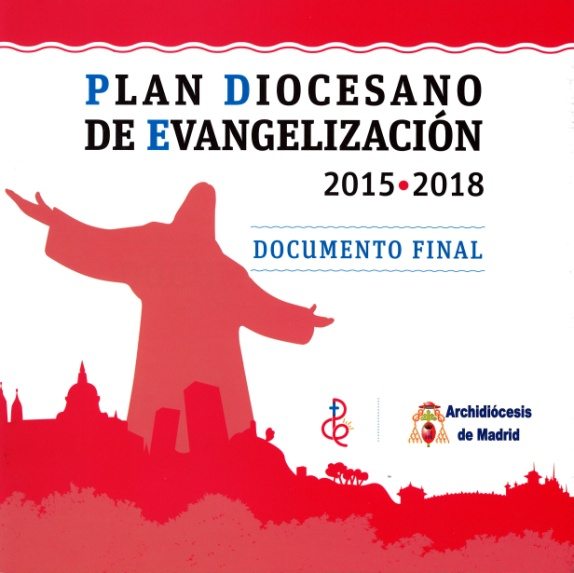 PLAN DIOCESANO
DE EVANGELIZACIÓN
2015•2018
DOCUMENTO FINAL
Archidiócesis
de Madrid